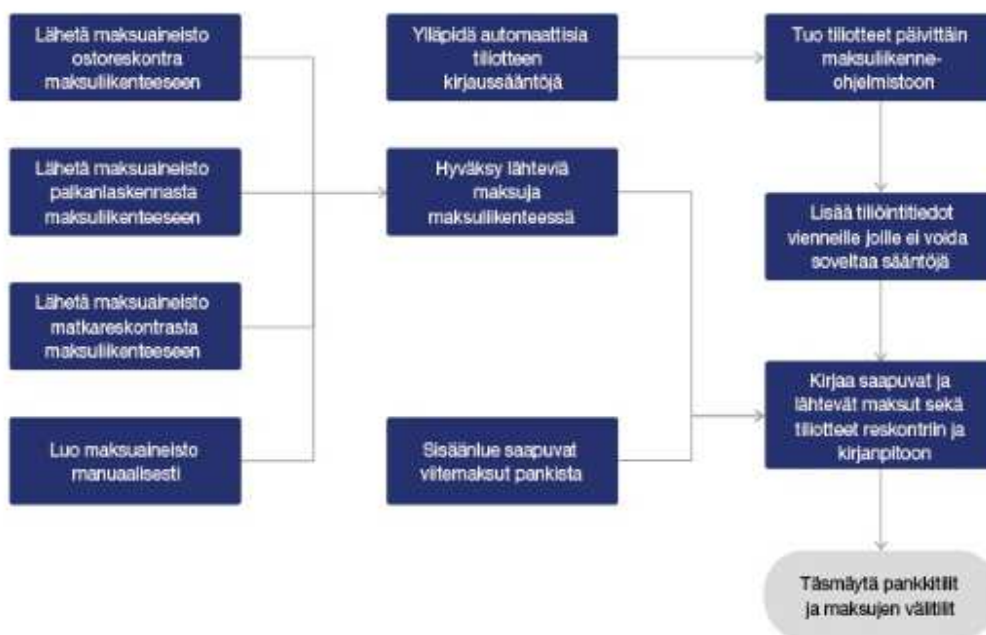 Lähetä maksuaineisto
ostoreskontra
maksuliikenteeseen
Lähetä maksuaineisto
palkanlaskennasta
maksuliikenteeseen
Lähetä maksuaineisto
matkareskontrasta
maksuliikenteeseen
Luo maksuaineisto
manuaalisesti
Ylläpidä automaattisia
tiliotteen
kirjaussääntöjä
Hyväksy lähteviä
maksuja
maksuliikenteessä
Sisäänlue saapuvat
viitemaksut pankista
Tuo tiliotteet päivittäin
maksuliikenne-
ohjelmistoon
Lisää tiliöintitiedot
vienneille joille ei voida
soveltaa sääntöjä
Kirjaa saapuvat ja
lähtevät maksut sekä
tiliotteet reskontriin ja
kirjanpitoon
Täsmäytä pankkitilit
ja maksujen välitilit